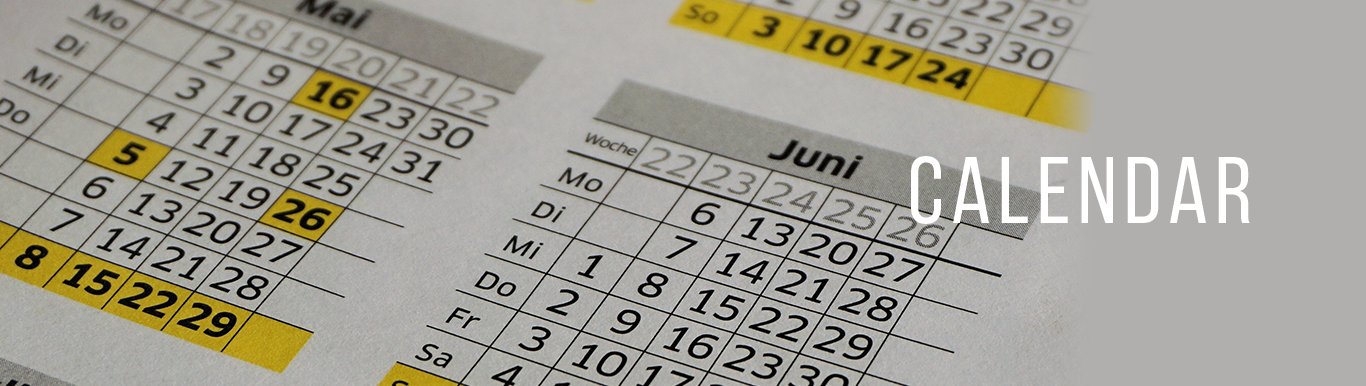 Mai
17 18 19 20 21 22
Mo 2 9 16 23 30
Di 3 10 17 24 31
Mi 4 11 18 25
Do 5 12 19 26
6 13 20 27
7 14 21 28
8 15 22 29
22 29
9 16 23 30
So 3 10 17 24
Juni
Woche 22 23 24 25 26
Mo 6 13 20 27
Di 7 14 21 28
Mi 1 8 15 22 29
Do 2 9 16 23 30
Fr 3 10 17
Sa 4
CALENDAR